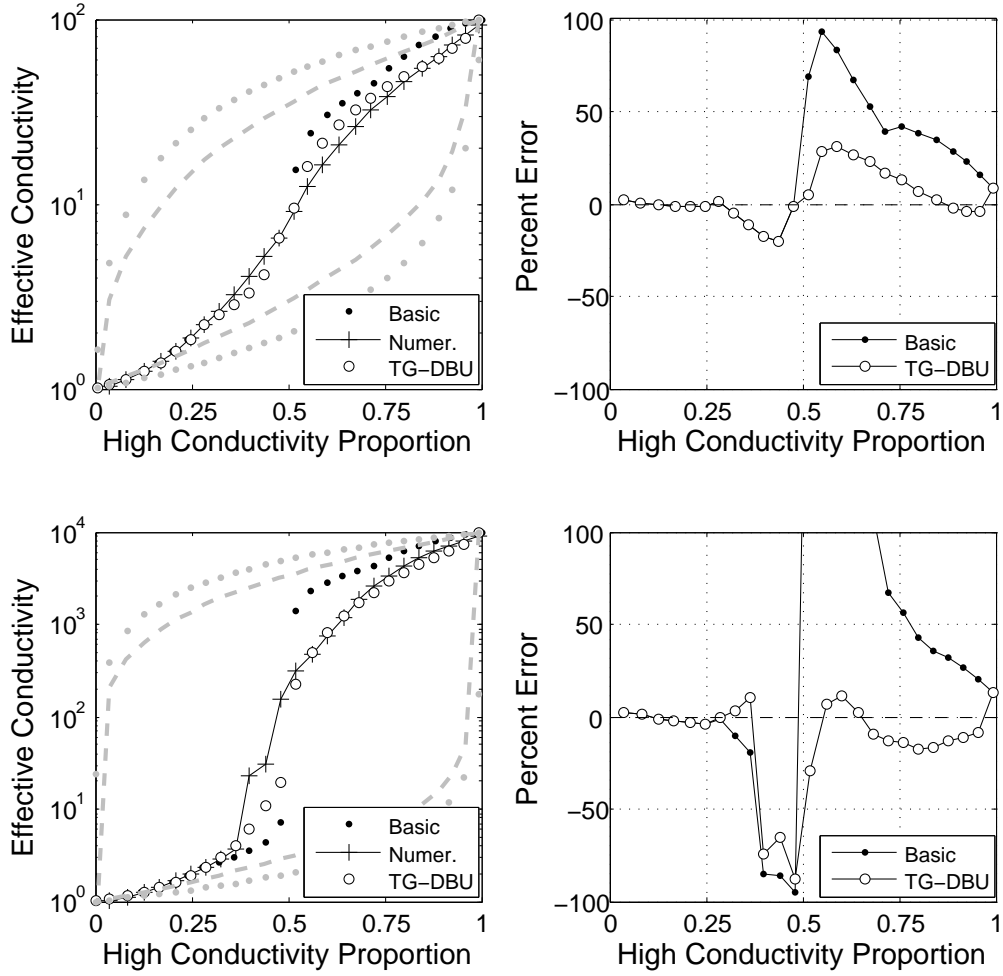 10^2
10^1
10^0
Effective Conductivity
0 0.25 0.5 0.75 1
High Conductivity Proportion
Basic
Numer.
TG-DBU
100
50
0
-50
-100
Percent Error
0 0.25 0.5 0.75 1
High Conductivity Proportion
Basic
TG-DBU
10^4
10^3
10^2
10^1
10^0
Effective Conductivity
0 0.25 0.5 0.75 1
High Conductivity Proportion
Basic
Numer.
TG-DBU
100
50
0
-50
-100
Percent Error
0 0.25 0.5 0.75 1
High Conductivity Proportion
Basic
TG-DBU